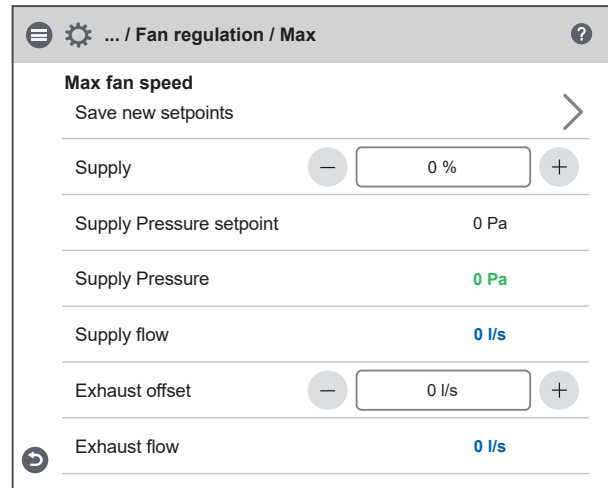 ... / Fan regulation / Max ?
Max fan speed
Save new setpoints
Supply − 0 % +
Supply Pressure setpoint 0 Pa
Supply Pressure 0 Pa
Supply flow 0 l/s
Exhaust offset − 0 l/s +
Exhaust flow 0 l/s